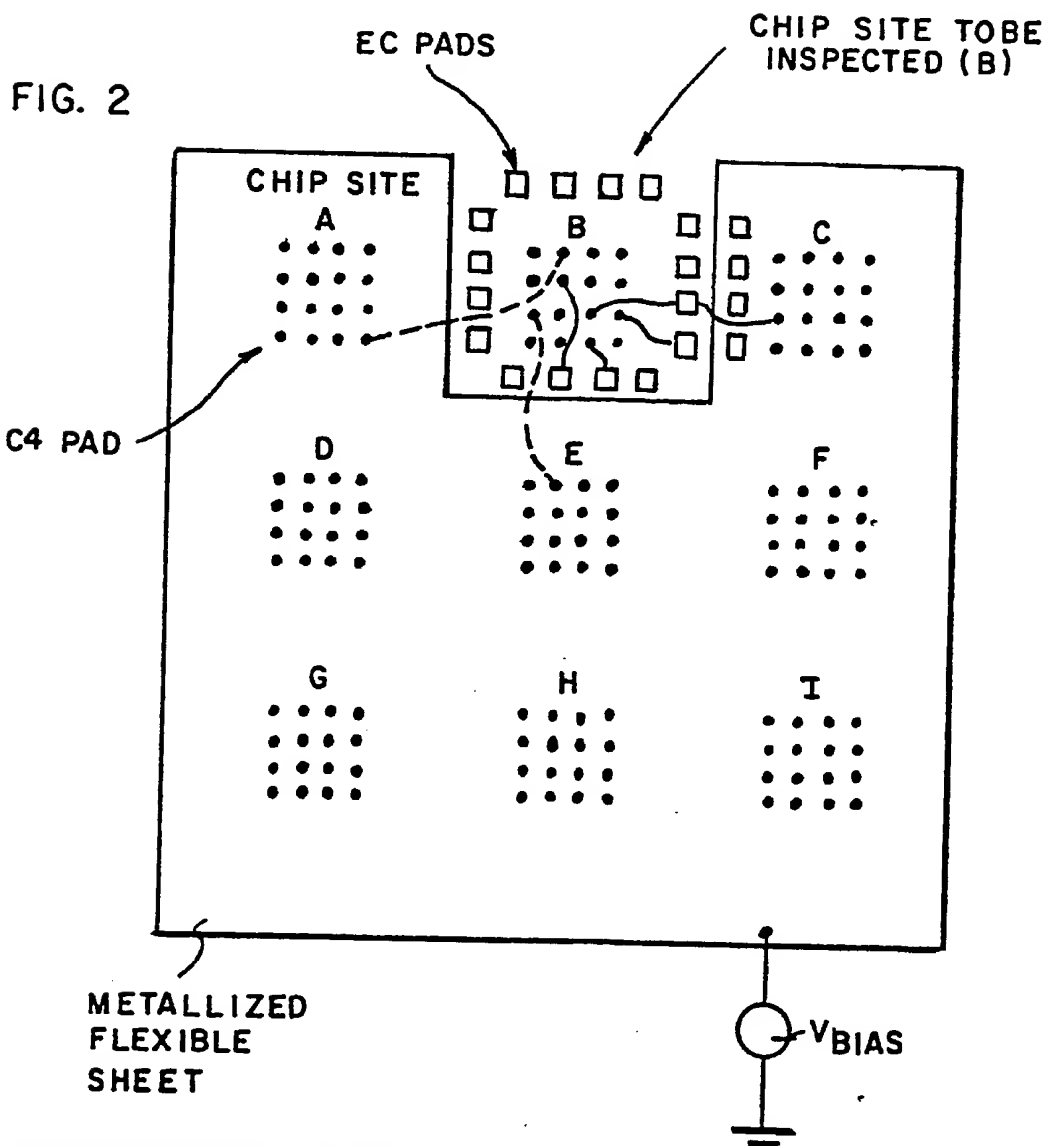 FIG. 2
EC PADS
CHIP SITE TOBE
INSPECTED (B)
CHIP SITE
A
B
C
C4 PAD
D
E
F
G
H
I
METALLIZED
FLEXIBLE
SHEET
VBIAS